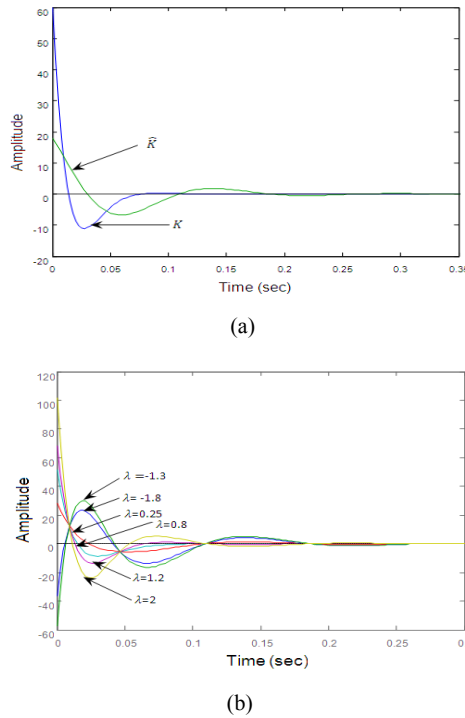 60
50
40
30
20
10
0
-10
-20
Amplitude
K̂
K
0 0.05 0.1 0.15 0.2 0.25 0.3 0.35
Time (sec)
(a)
120
100
80
60
40
20
0
-20
-40
-60
Amplitude
λ =-1.3
λ= -1.8
λ=0.25
λ=0.8
λ=1.2
λ=2
0 0.05 0.1 0.15 0.2 0.25 0
Time (sec)
(b)